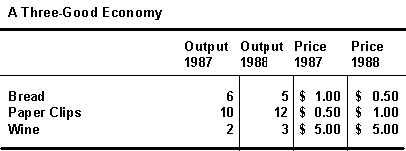 A Three-Good Economy
Output Output Price Price
1987 1988 1987 1988
Bread 6 5 $ 1.00 $ 0.50
Paper Clips 10 12 $ 0.50 $ 1.00
Wine 2 3 $ 5.00 $ 5.00